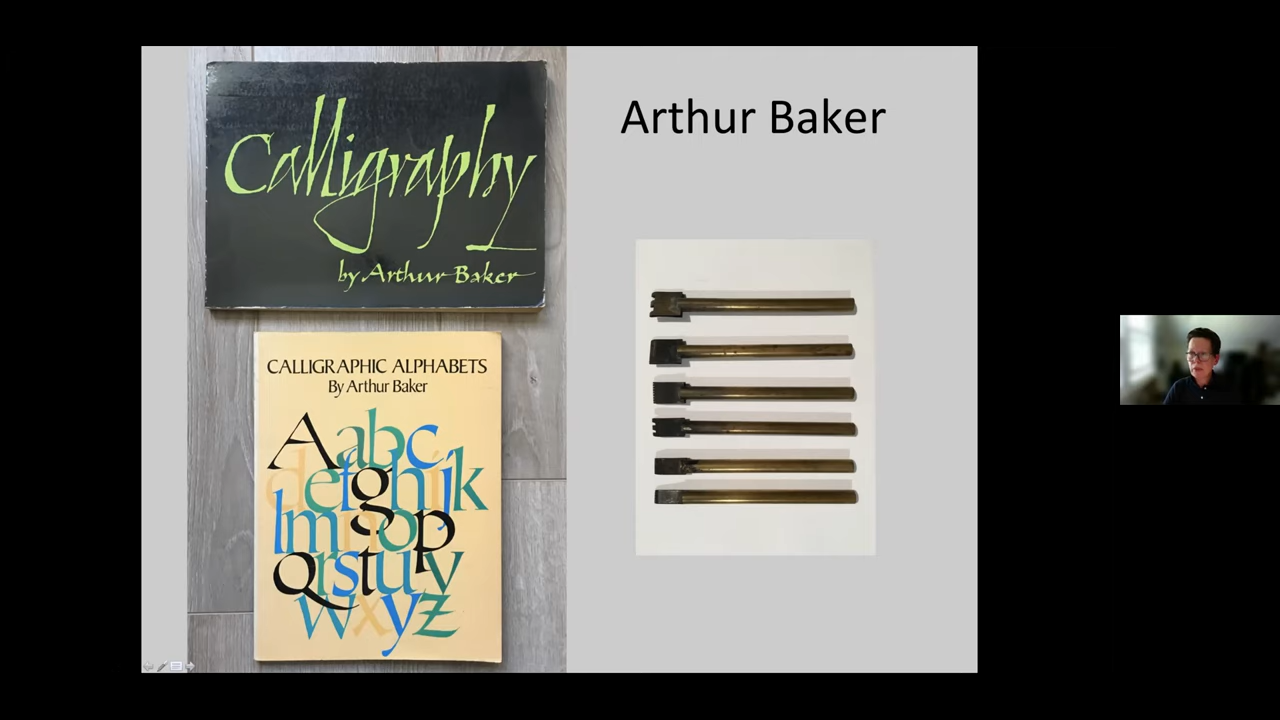 Calligraphy
by Arthur Baker
CALLIGRAPHIC ALPHABETS
By Arthur Baker
Aabc
defghijk
lmnop
Qrstuv
wxyz
Arthur Baker